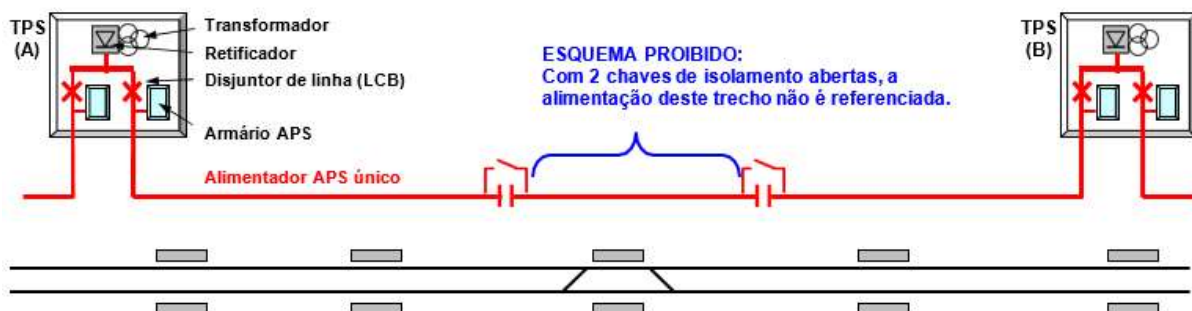 TPS
(A)
Transformador
Retificador
Disjuntor de linha (LCB)
Armário APS
Alimentador APS único
ESQUEMA PROIBIDO:
Com 2 chaves de isolamento abertas, a
alimentação deste trecho não é referenciada.
TPS
(B)